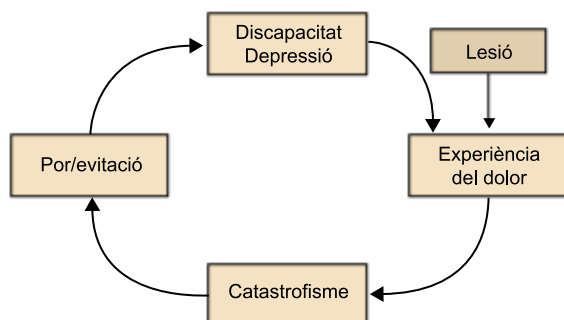 Discapacitat
Depressió
Lesió
Por/evitació
Experiència
del dolor
Catastrofisme